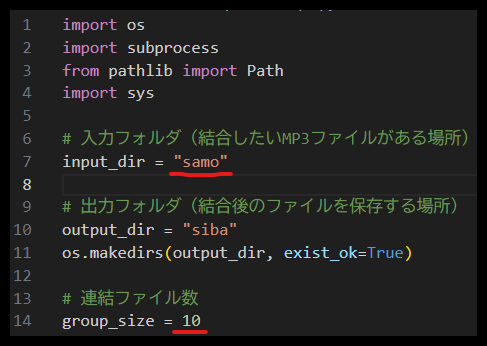 1 import os
2 import subprocess
3 from pathlib import Path
4 import sys
5
6 # 入力フォルダ（結合したいMP3ファイルがある場所）
7 input_dir = "samo"
8
9 # 出力フォルダ（結合後のファイルを保存する場所）
10 output_dir = "siba"
11 os.makedirs(output_dir, exist_ok=True)
12
13 # 連結ファイル数
14 group_size = 10